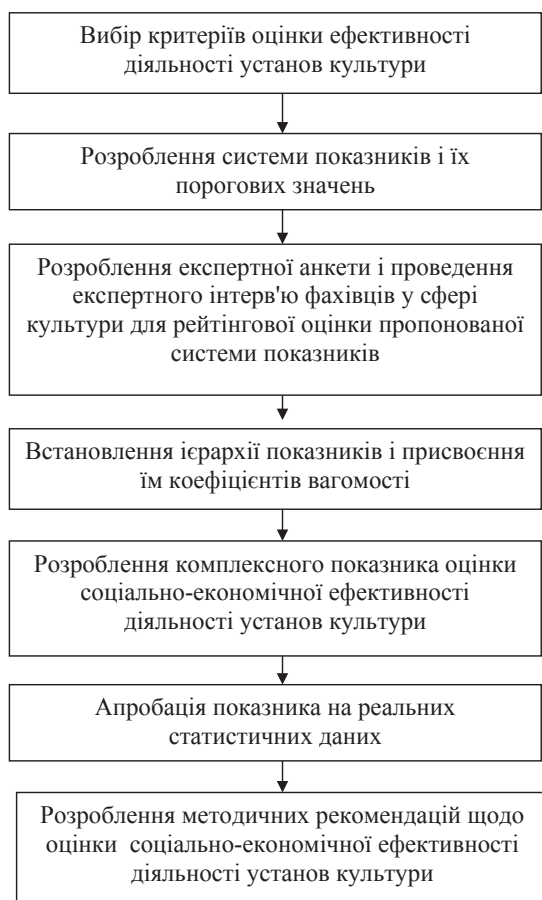 Вибір критеріїв оцінки ефективності
діяльності установ культури
Розроблення системи показників і їх
порогових значень
Розроблення експертної анкети і проведення
експертного інтерв'ю фахівців у сфері
культури для рейтінгової оцінки пропонованої
системи показників
Встановлення ієрархії показників і присвоєння
їм коефіцієнтів вагомості
Розроблення комплексного показника оцінки
соціально-економічної ефективності
діяльності установ культури
Апробація показника на реальних
статистичних даних
Розроблення методичних рекомендацій щодо
оцінки соціально-економічної ефективності
діяльності установ культури